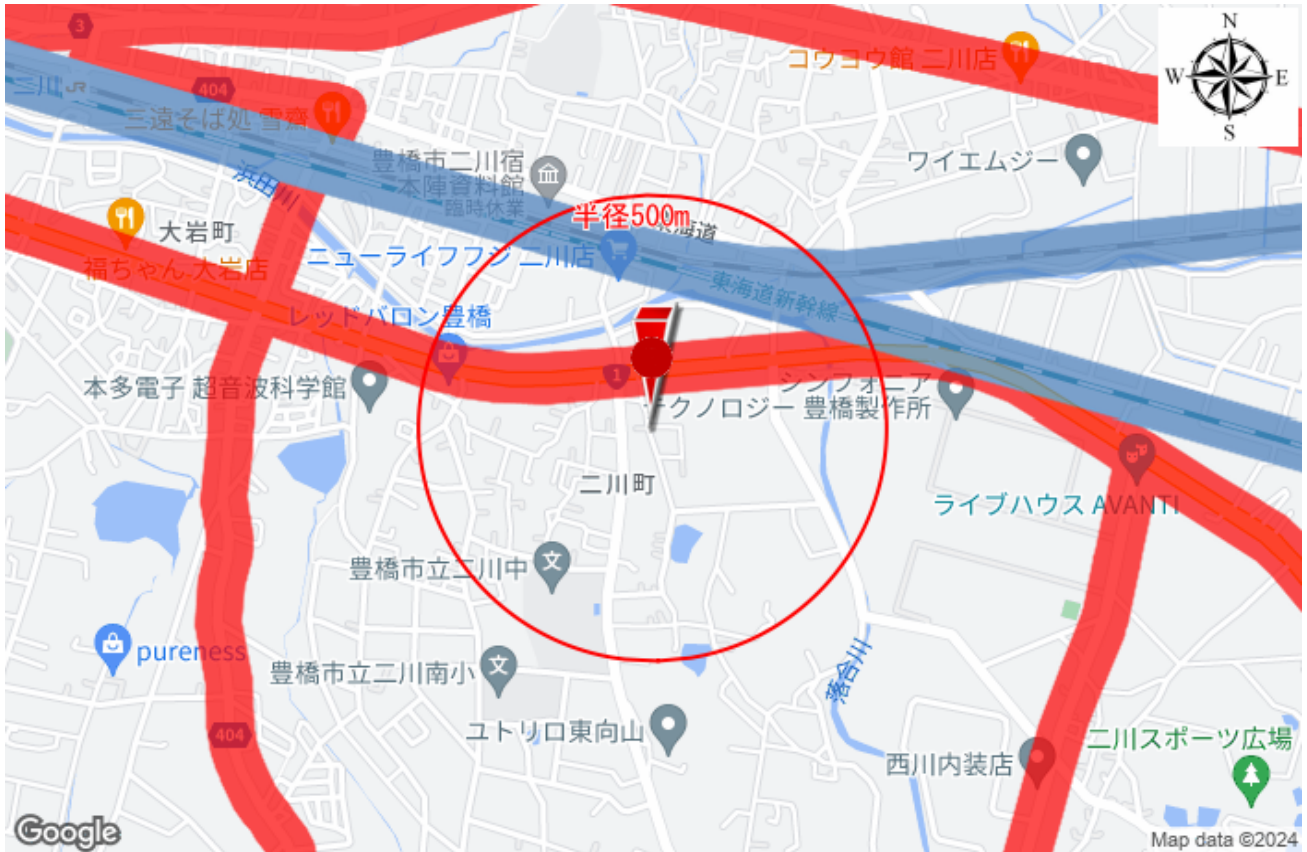 3
コウヨウ館 二川店
N
W
E
S
二川
JR
404
三遠そば処 雪齋
豊橋市二川宿
本陣資料館
臨時休業
ワイエムジー
浜田川
半径500m
大岩町
福ちゃん 大岩店
ニューライフフジ 二川店
東海道新幹線
レッドバロン豊橋
1
本多電子 超音波科学館
シンフォニア
テクノロジー 豊橋製作所
二川町
ライブハウス AVANTI
豊橋市立二川中
pureness
豊橋市立二川南小
落合川
404
ユトリロ東向山
西川内装店
二川スポーツ広場
Google
Map data ©2024